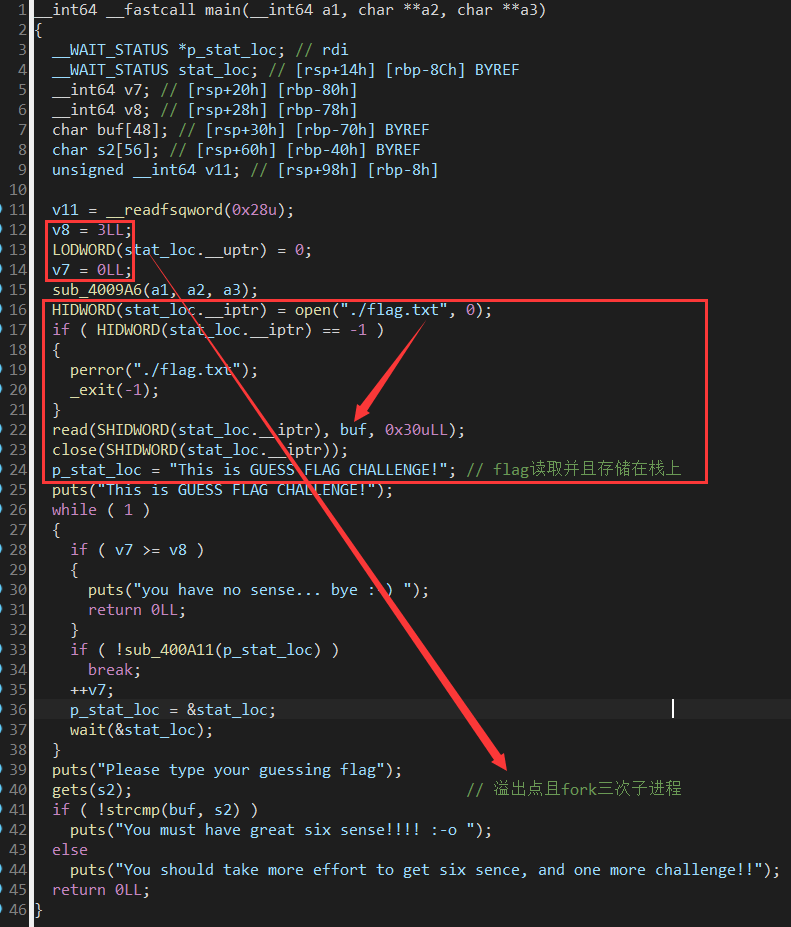 1 __int64 __fastcall main(__int64 a1, char **a2, char **a3)
2 {
3   __WAIT_STATUS *p_stat_loc; // rdi
4   __WAIT_STATUS stat_loc; // [rsp+14h] [rbp-8Ch] BYREF
5   __int64 v7; // [rsp+20h] [rbp-80h]
6   __int64 v8; // [rsp+28h] [rbp-78h]
7   char buf[48]; // [rsp+30h] [rbp-70h] BYREF
8   char s2[56]; // [rsp+60h] [rbp-40h] BYREF
9   unsigned __int64 v11; // [rsp+98h] [rbp-8h]
10
11   v11 = __readfsqword(0x28u);
12   v8 = 3LL;
13   LODWORD(stat_loc.__uptr) = 0;
14   v7 = 0LL;
15   sub_4009A6(a1, a2, a3);
16   HIDWORD(stat_loc.__iptr) = open("./flag.txt", 0);
17   if ( HIDWORD(stat_loc.__iptr) == -1 )
18   {
19     perror("./flag.txt");
20     _exit(-1);
21   }
22   read(SHIDWORD(stat_loc.__iptr), buf, 0x30uLL);
23   close(SHIDWORD(stat_loc.__iptr));
24   p_stat_loc = "This is GUESS FLAG CHALLENGE!"; // flag读取并且存储在栈上
25   puts("This is GUESS FLAG CHALLENGE!");
26   while ( 1 )
27   {
28     if ( v7 >= v8 )
29     {
30       puts("you have no sense... bye :-) ");
31       return 0LL;
32     }
33     if ( !sub_400A11(p_stat_loc) )
34       break;
35     ++v7;
36     p_stat_loc = &stat_loc;
37     wait(&stat_loc);
38   }
39   puts("Please type your guessing flag");
40   gets(s2); // 溢出点且fork三次子进程
41   if ( !strcmp(buf, s2) )
42     puts("You must have great six sense!!!! :-o ");
43   else
44     puts("You should take more effort to get six sence, and one more challenge!!");
45   return 0LL;
46 }